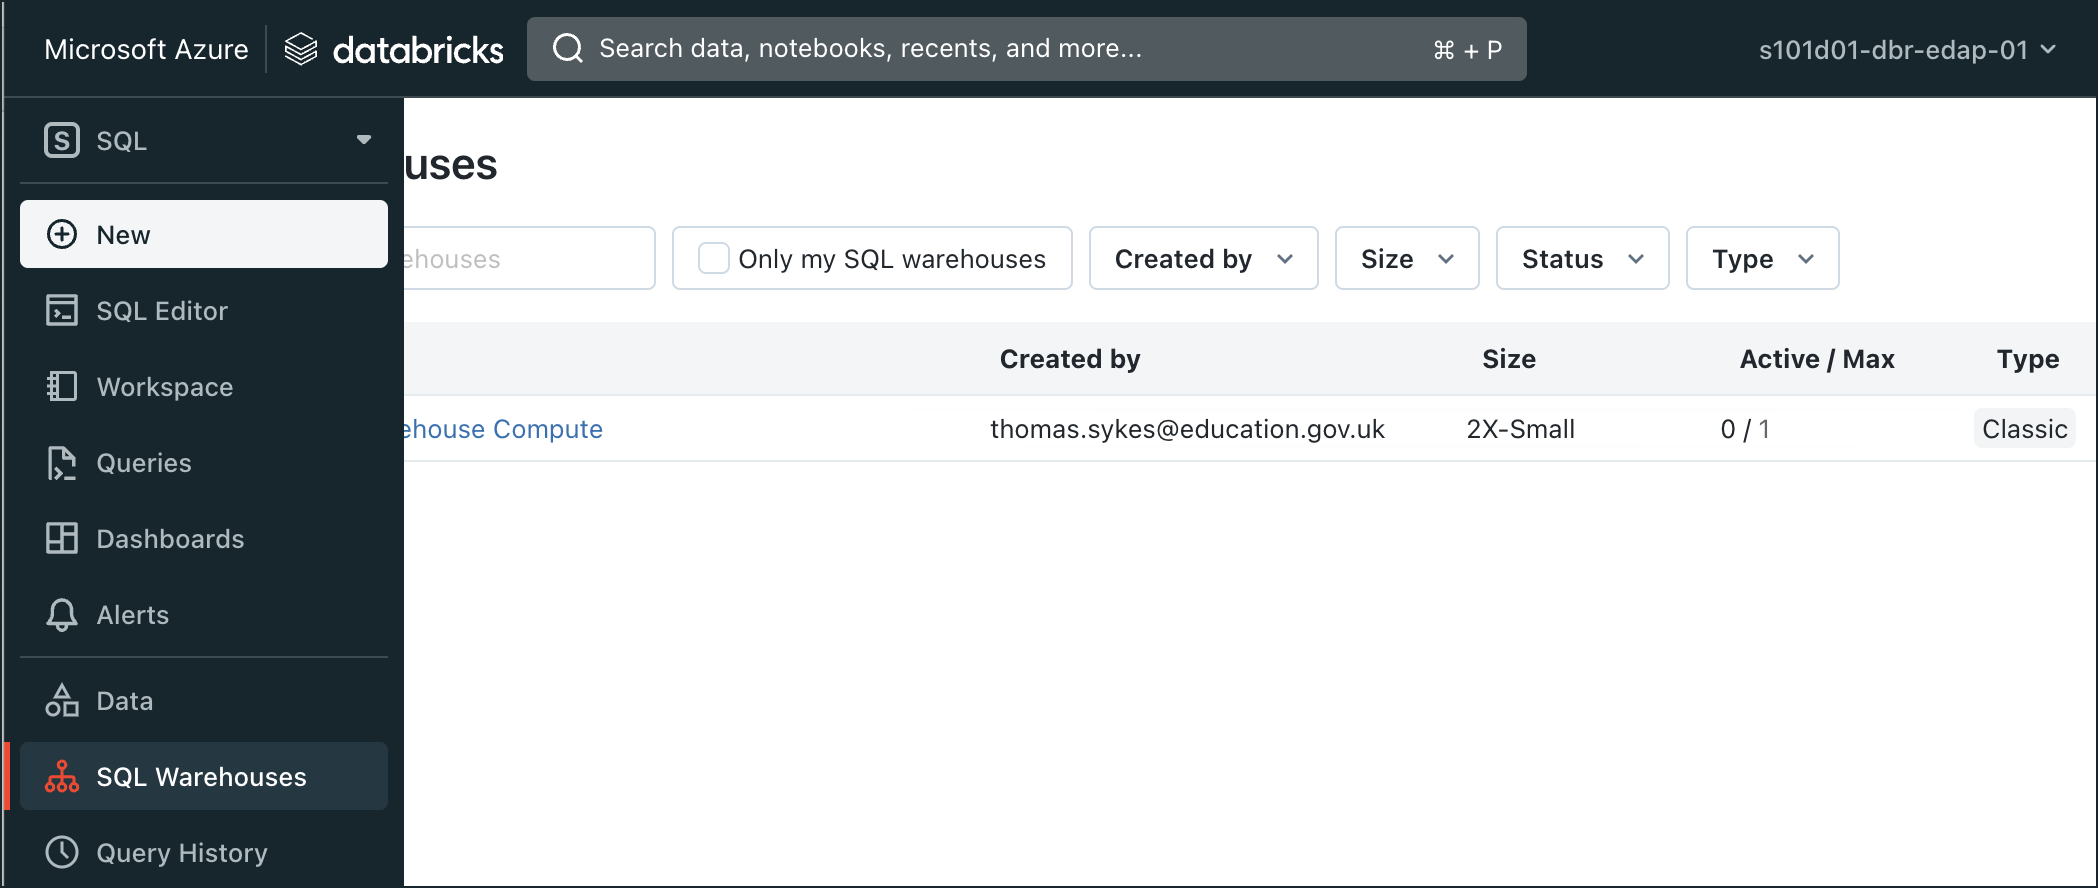 Microsoft Azure databricks Search data, notebooks, recents, and more... ⌘ + P s101d01-dbr-edap-01
S SQL
New
SQL Editor
Workspace
Queries
Dashboards
Alerts
Data
SQL Warehouses
Query History
uses
ehouses Only my SQL warehouses Created by Size Status Type
Created by Size Active / Max Type
ehouse Compute thomas.sykes@education.gov.uk 2X-Small 0 / 1 Classic